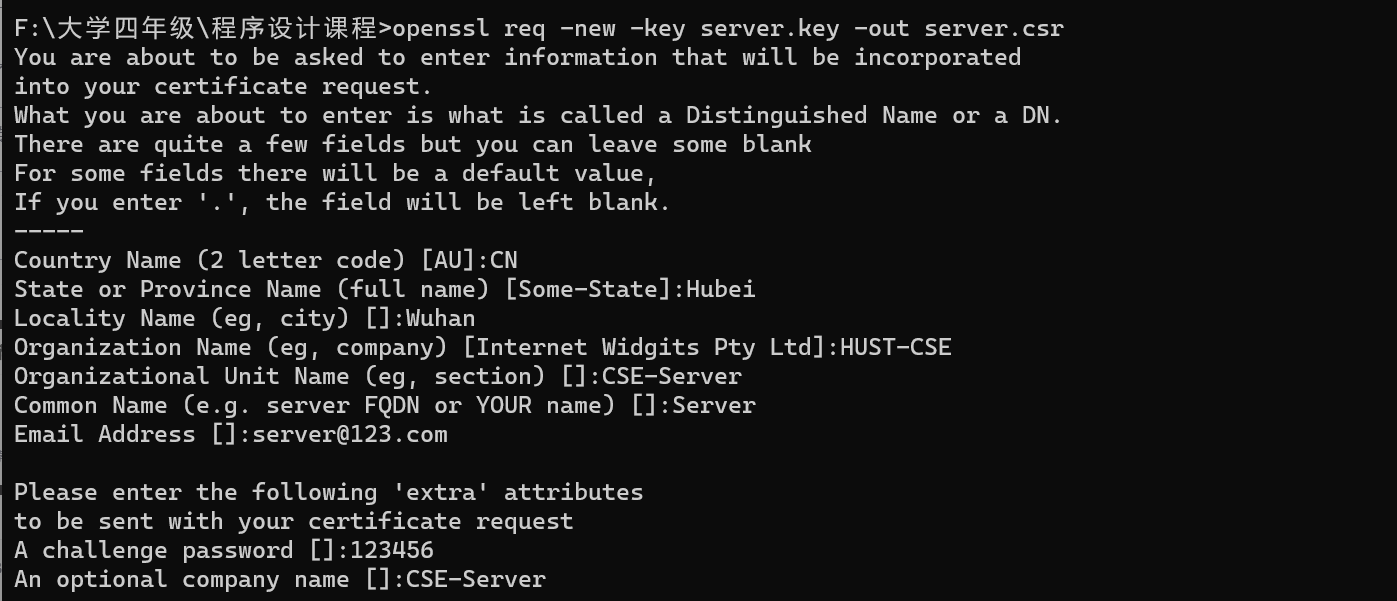 F:\大学四年级\程序设计课程>openssl req -new -key server.key -out server.csr
You are about to be asked to enter information that will be incorporated
into your certificate request.
What you are about to enter is what is called a Distinguished Name or a DN.
There are quite a few fields but you can leave some blank
For some fields there will be a default value,
If you enter '.', the field will be left blank.
-----
Country Name (2 letter code) [AU]:CN
State or Province Name (full name) [Some-State]:Hubei
Locality Name (eg, city) []:Wuhan
Organization Name (eg, company) [Internet Widgits Pty Ltd]:HUST-CSE
Organizational Unit Name (eg, section) []:CSE-Server
Common Name (e.g. server FQDN or YOUR name) []:Server
Email Address []:server@123.com

Please enter the following 'extra' attributes
to be sent with your certificate request
A challenge password []:123456
An optional company name []:CSE-Server